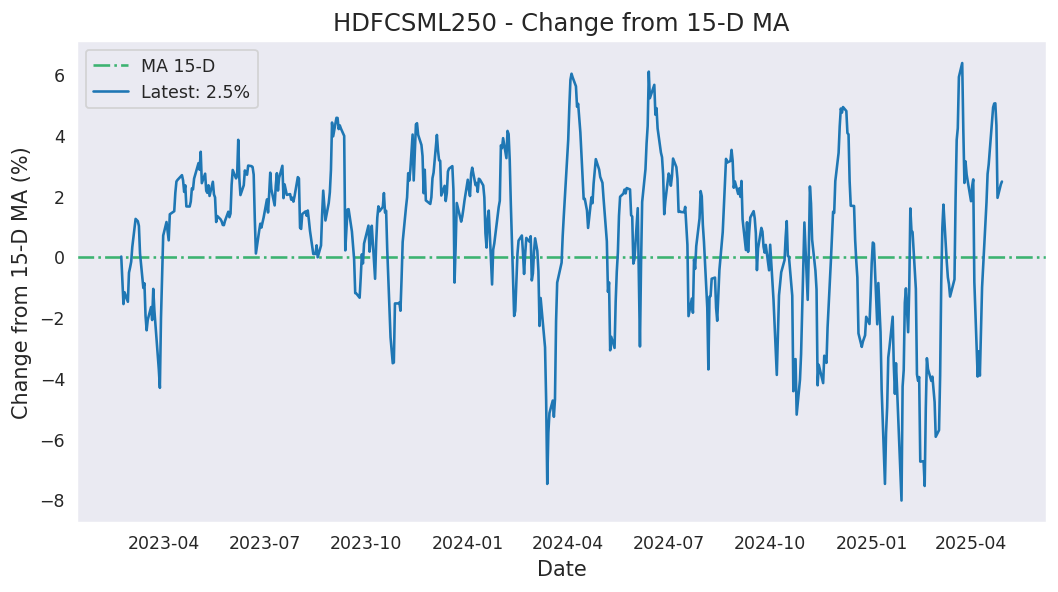 HDFCSML250 - Change from 15-D MA
MA 15-D
Latest: 2.5%
Change from 15-D MA (%)
6
4
2
0
−2
−4
−6
−8
2023-04 2023-07 2023-10 2024-01 2024-04 2024-07 2024-10 2025-01 2025-04
Date